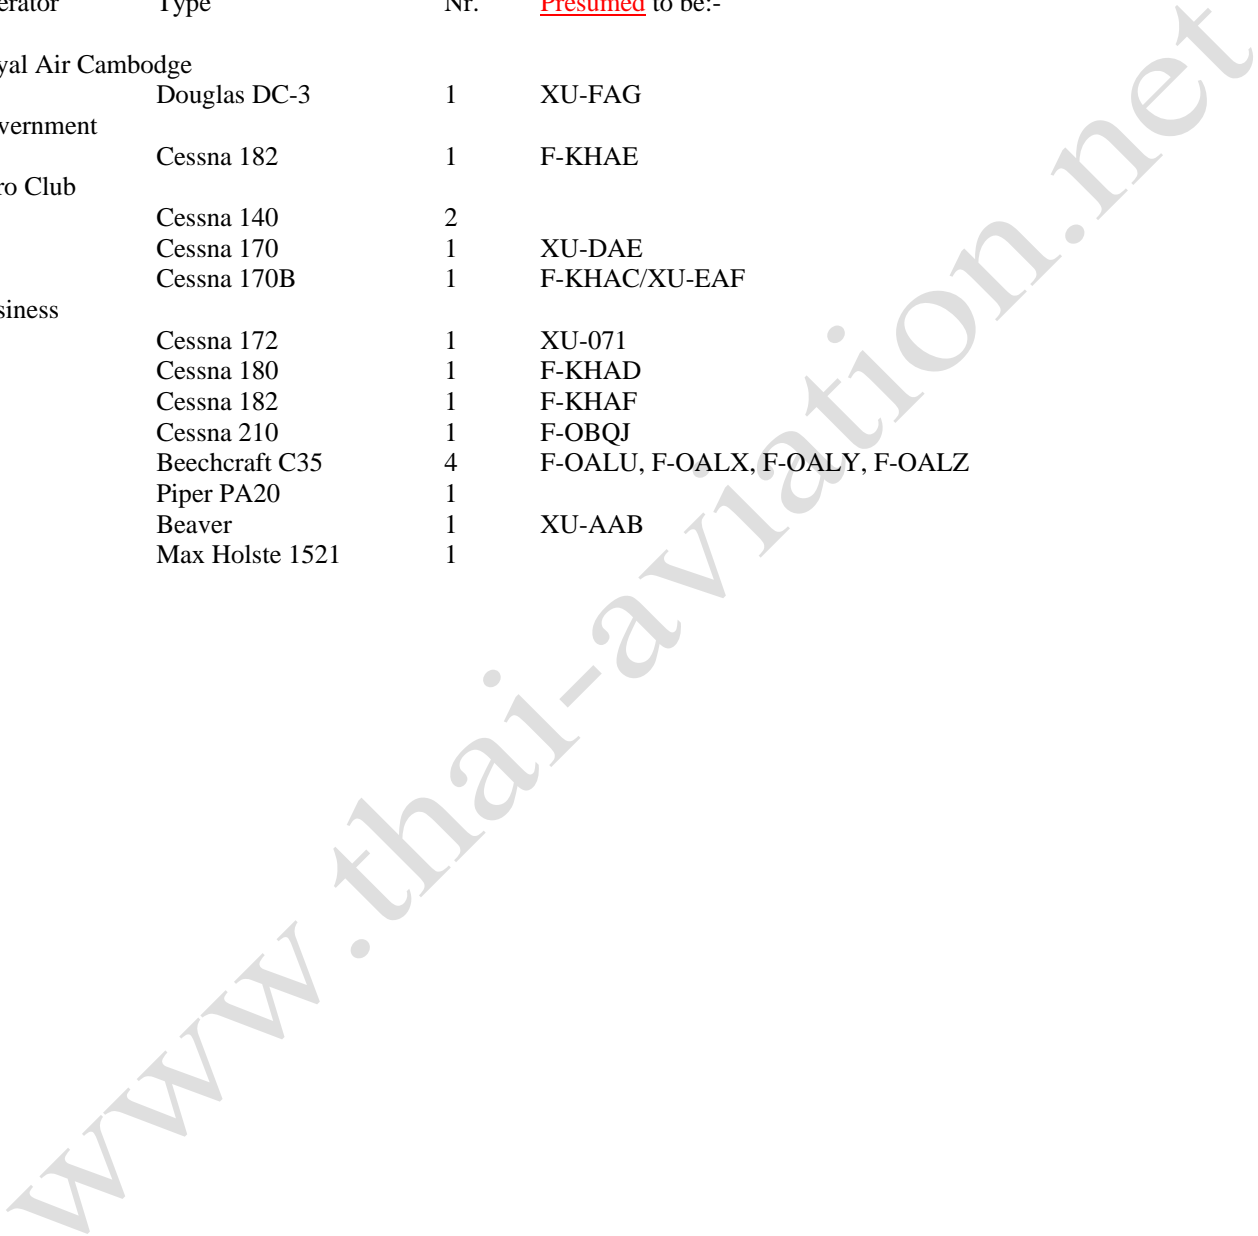 erator Type Nr. Presumed to be:-
yal Air Cambodge
Douglas DC-3 1 XU-FAG
vernment
Cessna 182 1 F-KHAE
ro Club
Cessna 140 2
Cessna 170 1 XU-DAE
Cessna 170B 1 F-KHAC/XU-EAF
siness
Cessna 172 1 XU-071
Cessna 180 1 F-KHAD
Cessna 182 1 F-KHAF
Cessna 210 1 F-OBQJ
Beechcraft C35 4 F-OALU, F-OALX, F-OALY, F-OALZ
Piper PA20 1
Beaver 1 XU-AAB
Max Holste 1521 1
www.thai-aviation.net